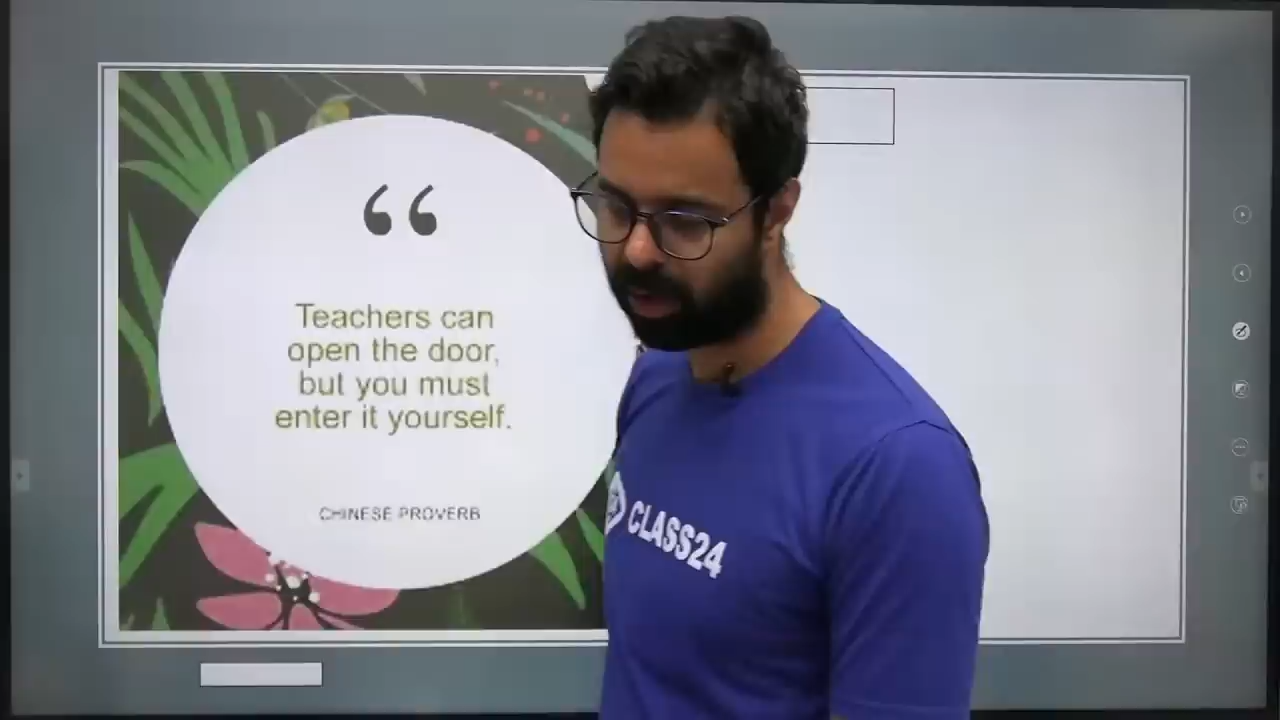 “
Teachers can
open the door,
but you must
enter it yourself.
CHINESE PROVERB
CLASS24